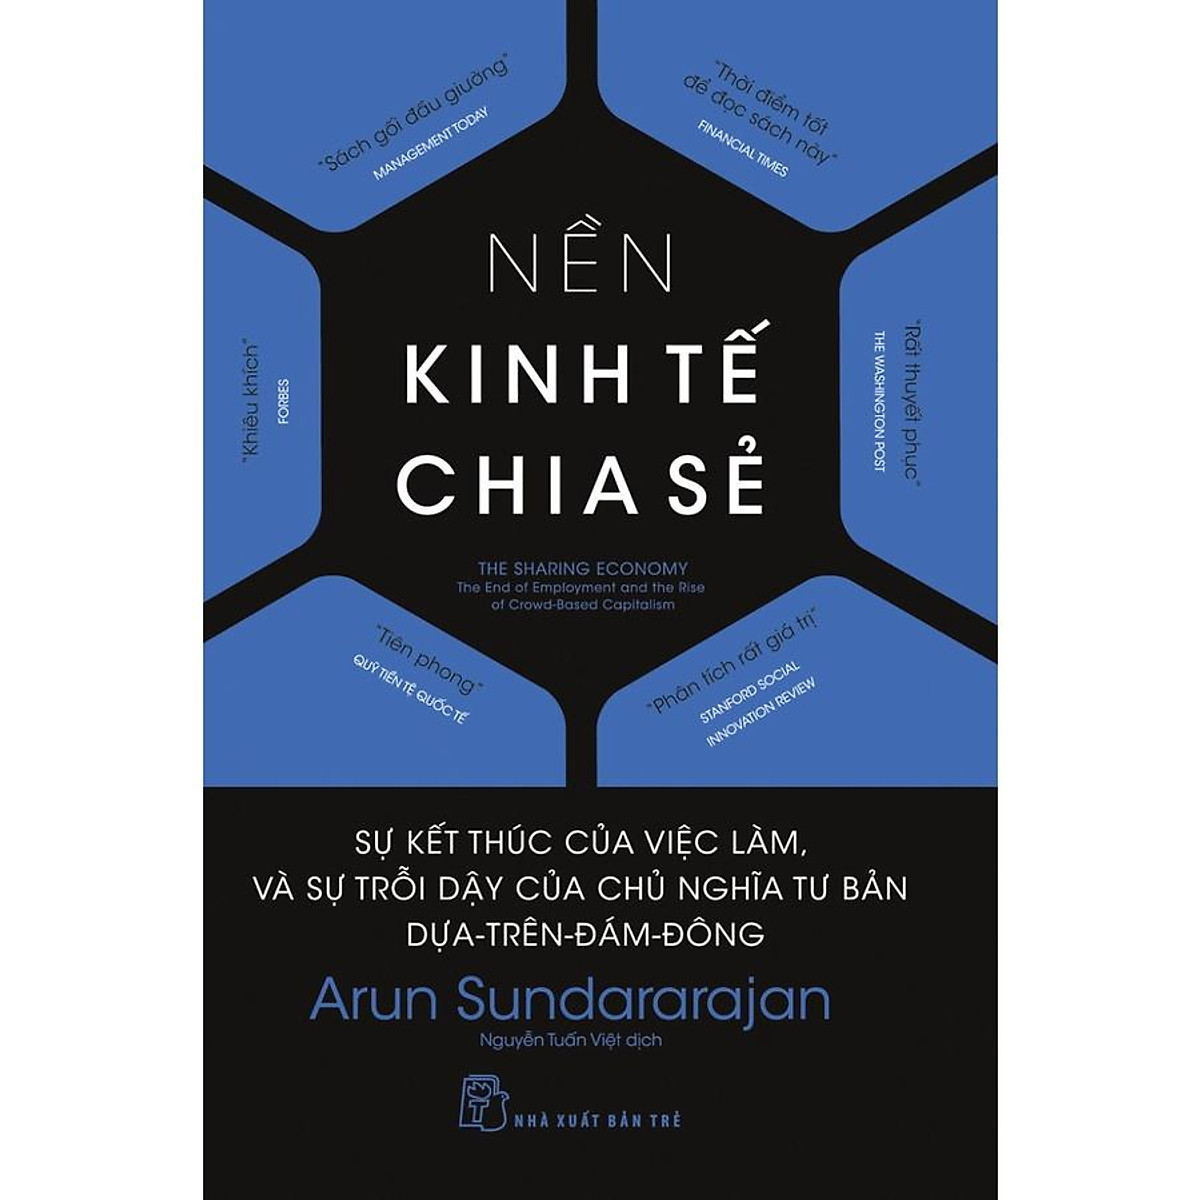 "Sách gối đầu giường"
MANAGEMENT TODAY
"Thời điểm tốt
để đọc sách này"
FINANCIAL TIMES
NỀN
KINH TẾ
CHIA SẺ
"Khiêu khích"
FORBES
"Rất thuyết phục"
THE WASHINGTON POST
THE SHARING ECONOMY
The End of Employment and the Rise
of Crowd-Based Capitalism
"Tiên phong"
QUỸ TIỀN TỆ QUỐC TẾ
"Phân tích rất giá trị"
STANFORD SOCIAL
INNOVATION REVIEW
SỰ KẾT THÚC CỦA VIỆC LÀM,
VÀ SỰ TRỖI DẬY CỦA CHỦ NGHĨA TƯ BẢN
DỰA-TRÊN-ĐÁM-ĐÔNG
Arun Sundararajan
Nguyễn Tuấn Việt dịch
T
NHÀ XUẤT BẢN TRẺ